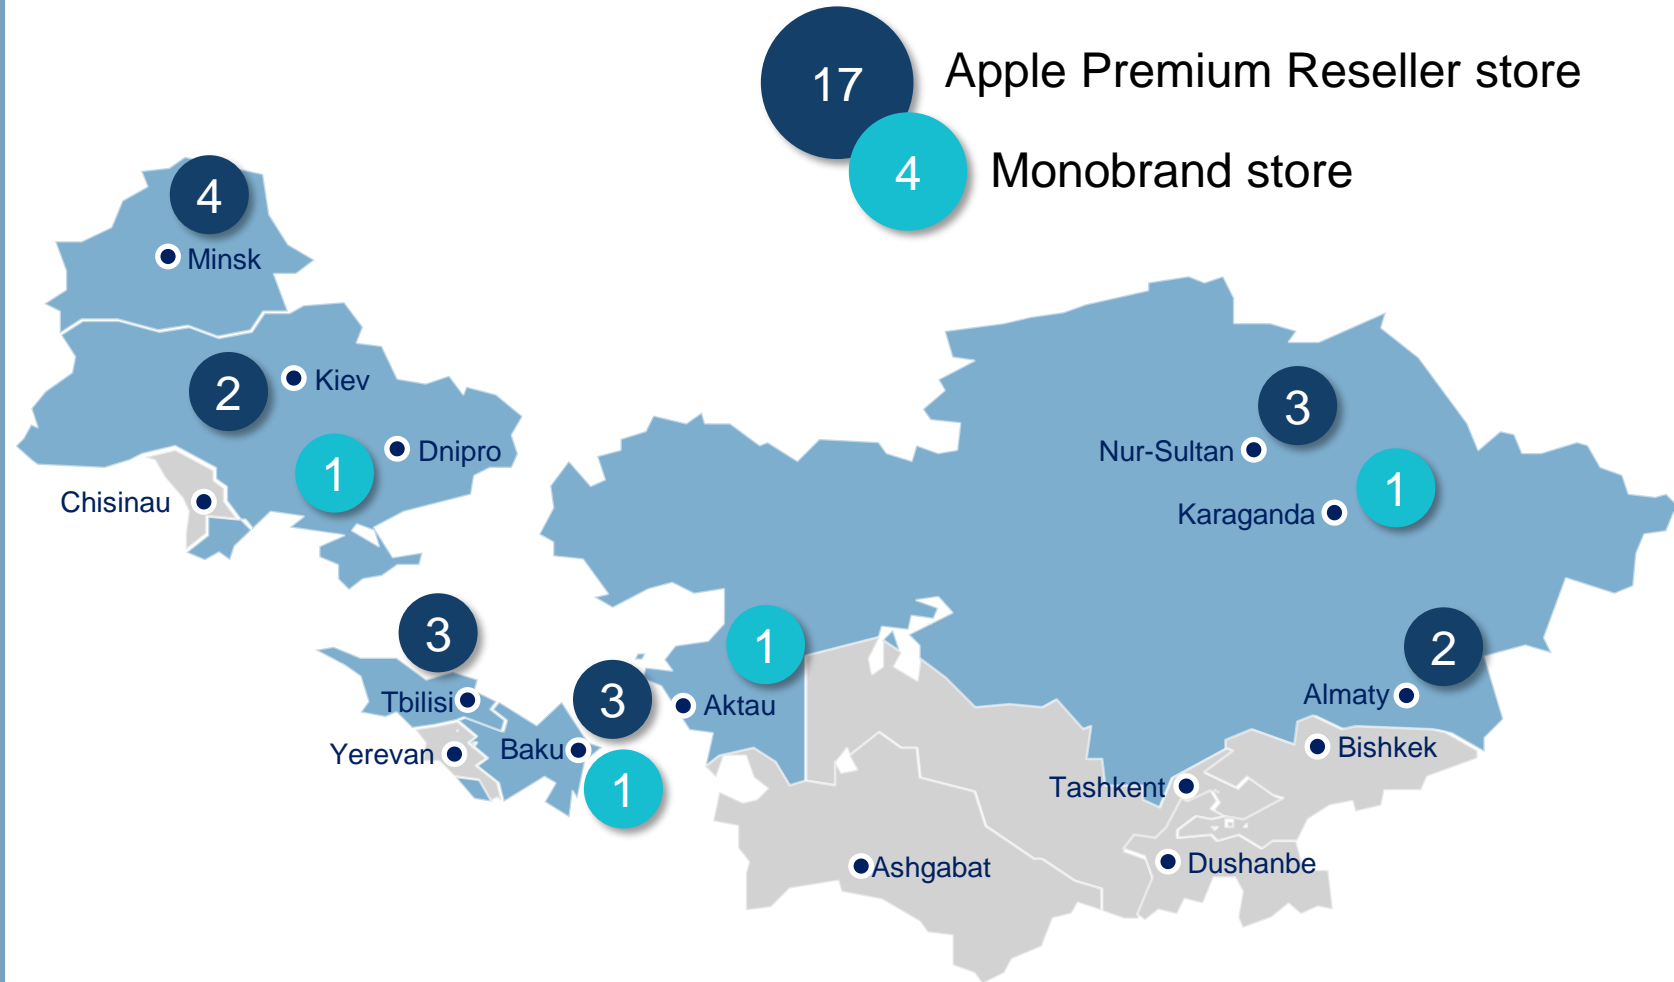 17
Apple Premium Reseller store
4
Monobrand store
4
Minsk
2
Kiev
1
Dnipro
Chisinau
3
Nur-Sultan
1
Karaganda
3
Tbilisi
Yerevan
3
Baku
1
1
Aktau
2
Almaty
Bishkek
Tashkent
Ashgabat
Dushanbe